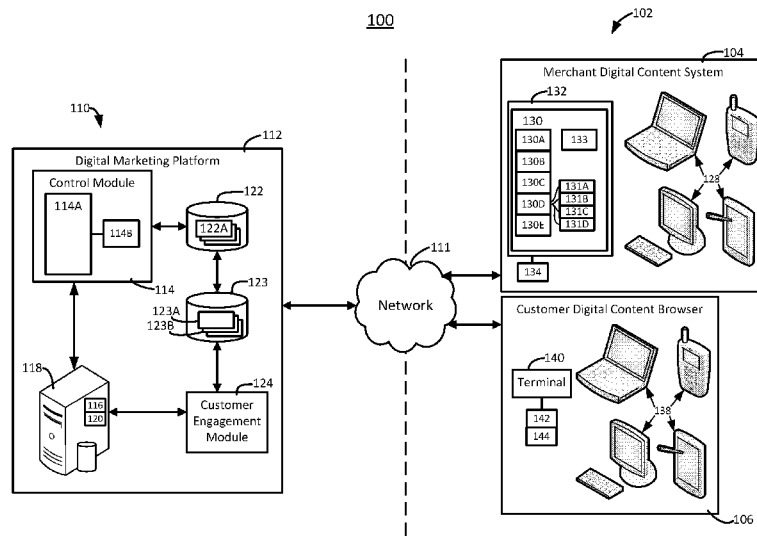 100
102
104
Merchant Digital Content System
132
130
130A
133
130B
130C
131A
131B
130D
131C
131D
130E
128
134
110
112
Digital Marketing Platform
Control Module
114A
114B
114
122
122A
123
123A
123B
118
116
120
124
Customer
Engagement
Module
111
Network
Customer Digital Content Browser
140
Terminal
142
144
138
106